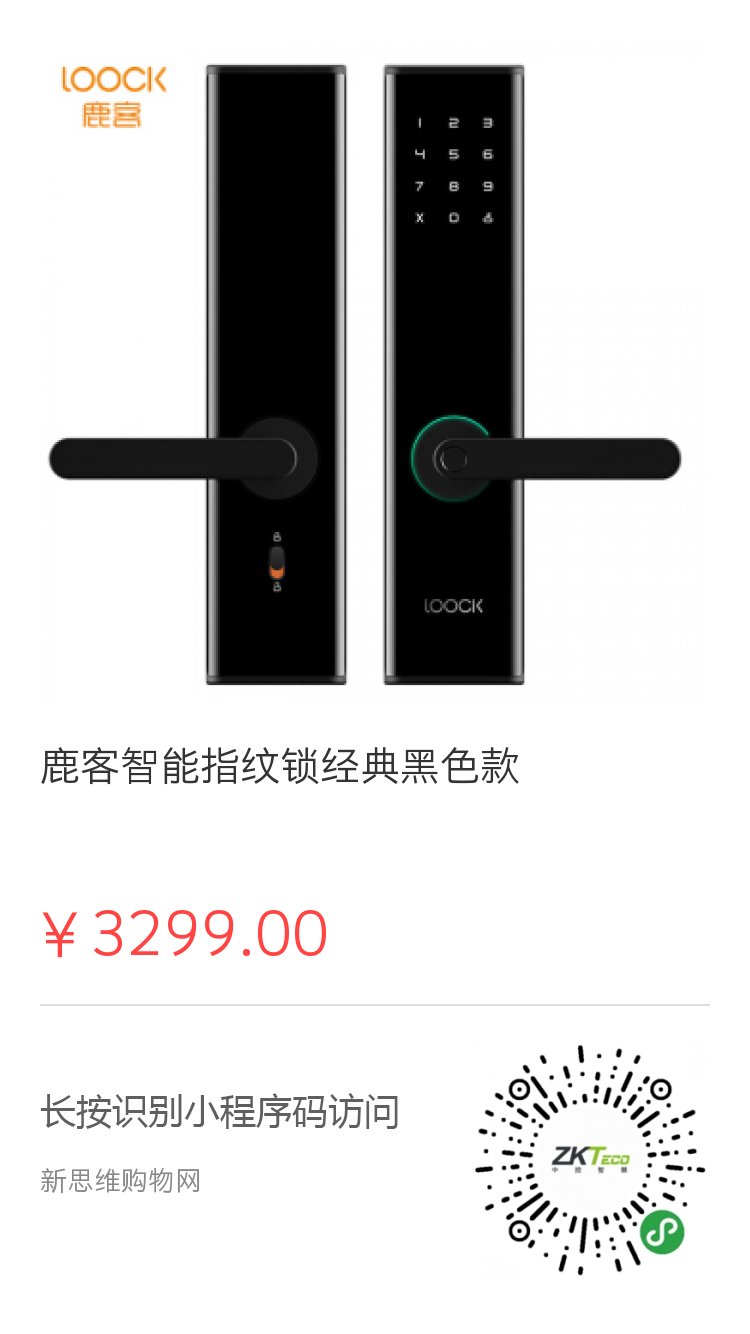 LOOCK
鹿客
1 2 3
4 5 6
7 8 9
X 0
LOOCK
鹿客智能指纹锁经典黑色款
¥3299.00
长按识别小程序码访问
新思维购物网
ZKTECO
中控智慧